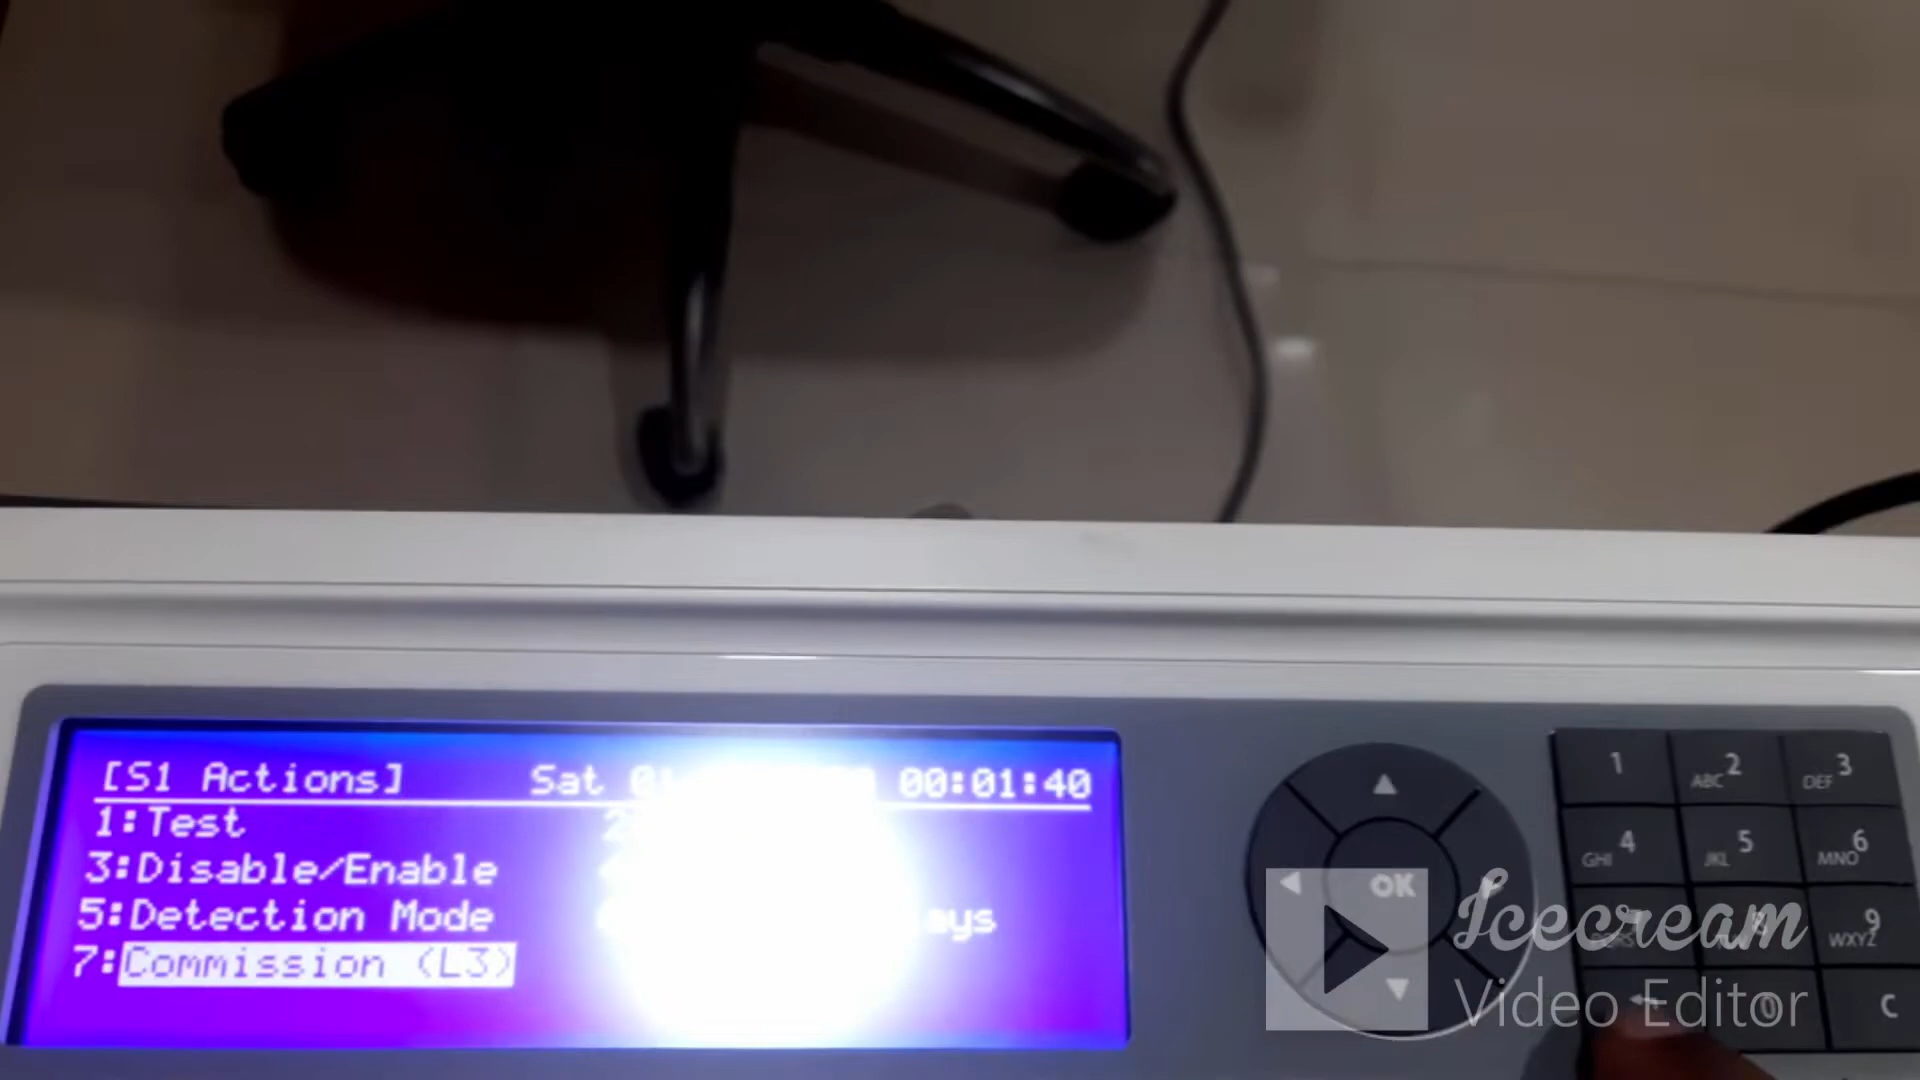 [S1 Actions] Sat 00:01:40
1:Test
3:Disable/Enable
5:Detection Mode
7:Commission (L3)
1
ABC 2
DEF 3
GHI 4
JKL 5
MNO 6
WXYZ 9
OK
0
C
Icecream
Video Editor